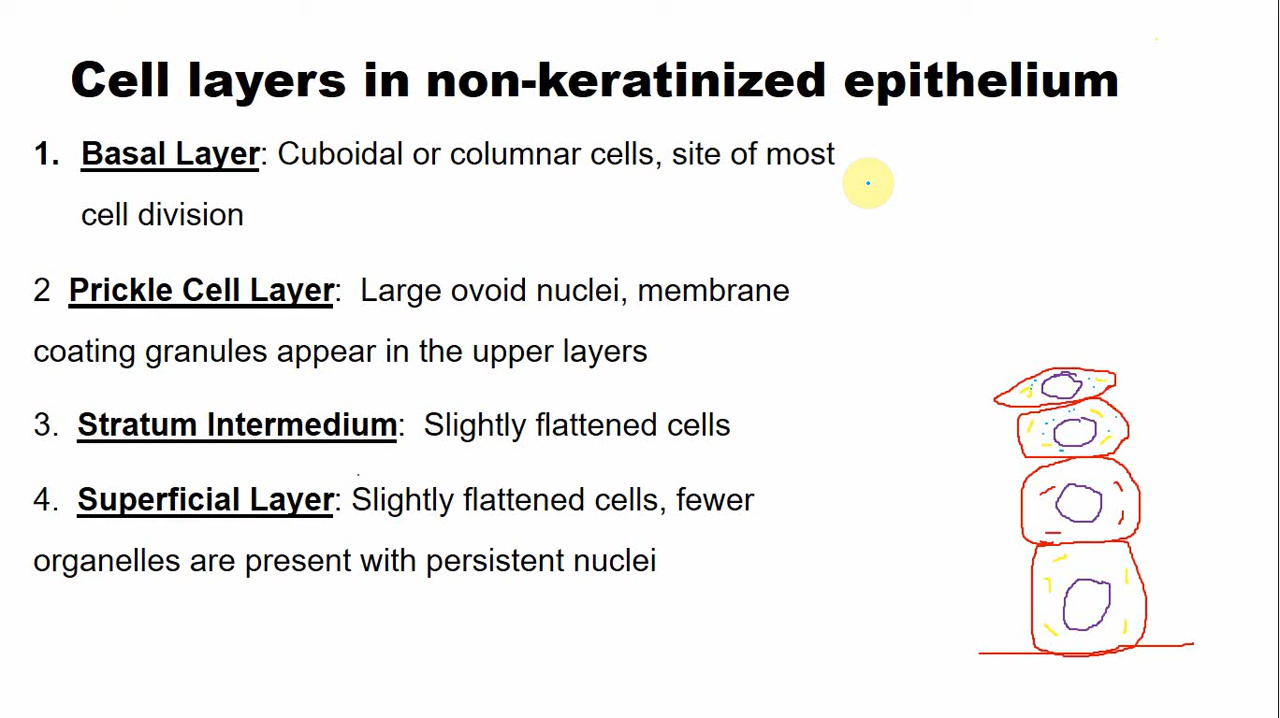 Cell layers in non-keratinized epithelium
1. Basal Layer: Cuboidal or columnar cells, site of most
cell division
2 Prickle Cell Layer: Large ovoid nuclei, membrane
coating granules appear in the upper layers
3. Stratum Intermedium: Slightly flattened cells
4. Superficial Layer: Slightly flattened cells, fewer
organelles are present with persistent nuclei